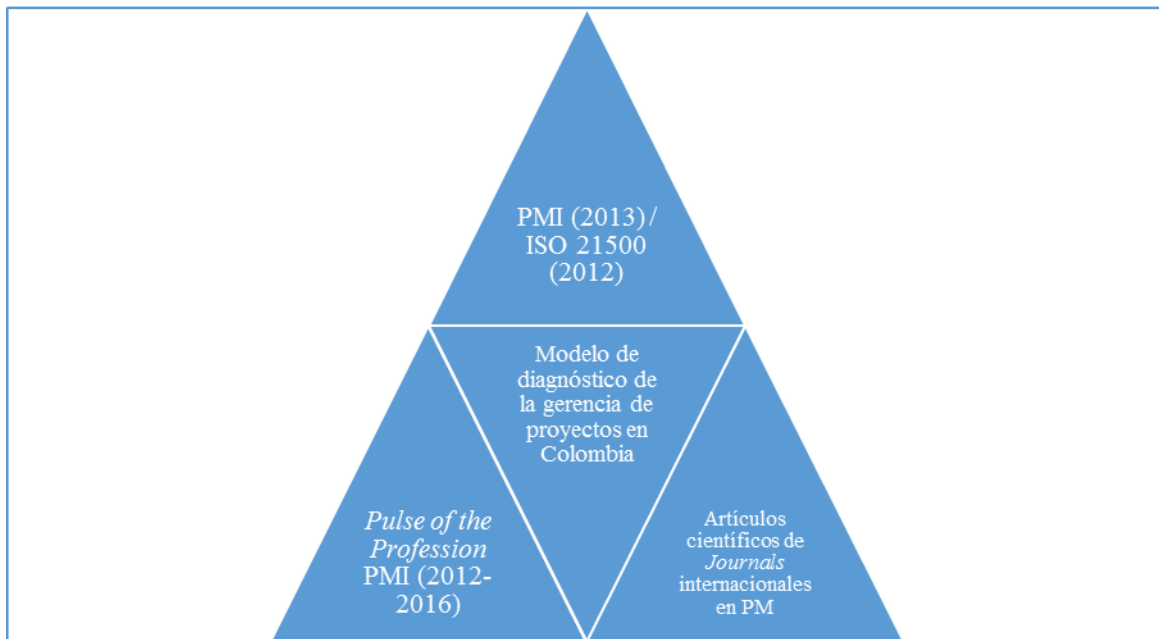 PMI (2013) /
ISO 21500
(2012)
Modelo de
diagnóstico de
la gerencia de
proyectos en
Colombia
Pulse of the
Profession
PMI (2012-
2016)
Artículos
científicos de
Journals
internacionales
en PM